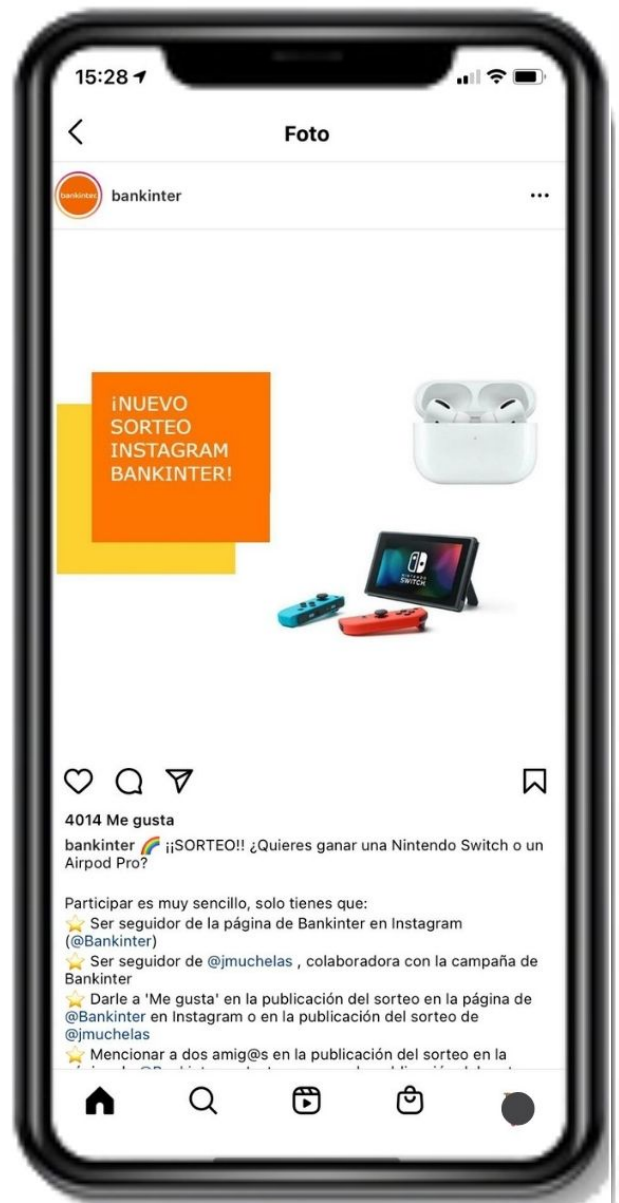 15:28
Foto
bankinter
bankinter
¡NUEVO
SORTEO
INSTAGRAM
BANKINTER!
NINTENDO
SWITCH
4014 Me gusta
bankinter 🌈 ¡¡SORTEO!! ¿Quieres ganar una Nintendo Switch o un
Airpod Pro?
Participar es muy sencillo, solo tienes que:
⭐ Ser seguidor de la página de Bankinter en Instagram
(@Bankinter)
⭐ Ser seguidor de @jmuchelas , colaboradora con la campaña de
Bankinter
⭐ Darle a 'Me gusta' en la publicación del sorteo en la página de
@Bankinter en Instagram o en la publicación del sorteo de
@jmuchelas
⭐ Mencionar a dos amig@s en la publicación del sorteo en la